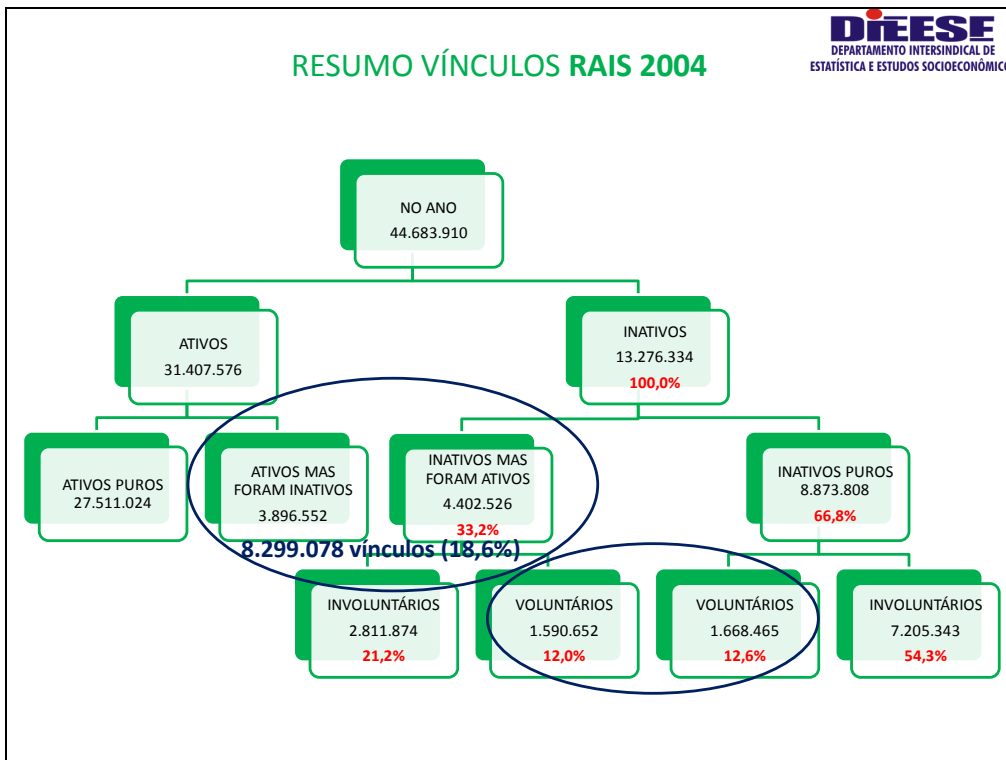 DIEESE
DEPARTAMENTO INTERSINDICAL DE
ESTATÍSTICA E ESTUDOS SOCIOECONÔMICO
RESUMO VÍNCULOS RAIS 2004
NO ANO
44.683.910
ATIVOS
31.407.576
INATIVOS
13.276.334
100,0%
ATIVOS PUROS
27.511.024
ATIVOS MAS
FORAM INATIVOS
3.896.552
INATIVOS MAS
FORAM ATIVOS
4.402.526
33,2%
INATIVOS PUROS
8.873.808
66,8%
8.299.078 vínculos (18,6%)
INVOLUNTÁRIOS
2.811.874
21,2%
VOLUNTÁRIOS
1.590.652
12,0%
VOLUNTÁRIOS
1.668.465
12,6%
INVOLUNTÁRIOS
7.205.343
54,3%